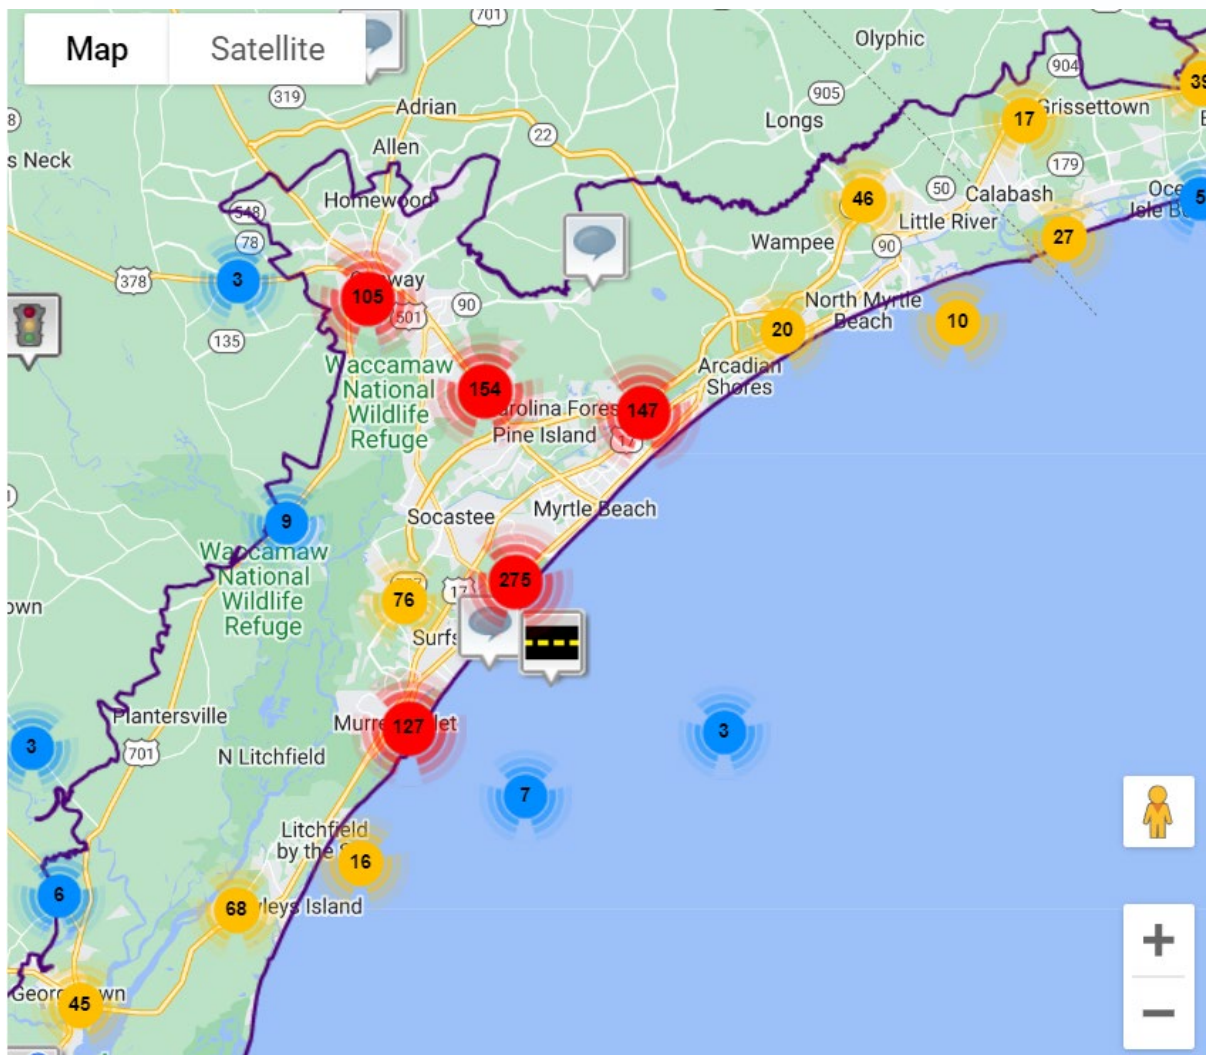 Map
Satellite
701
Olyphic
904
39
319
Adrian
905
17
Grissettown
Longs
22
Allen
s Neck
179
Homewood
548
50
Calabash
46
Little River
27
78
Wampee
90
378
3
105
90
501
North Myrtle
Beach
10
20
135
Waccamaw
National
Wildlife
Refuge
154
Arcadian
Shores
147
Pine Island
17
Socastee
Myrtle Beach
9
Waccamaw
National
Wildlife
Refuge
275
76
17
127
Plantersville
3
701
N Litchfield
3
7
Litchfield
by the
16
6
68
45